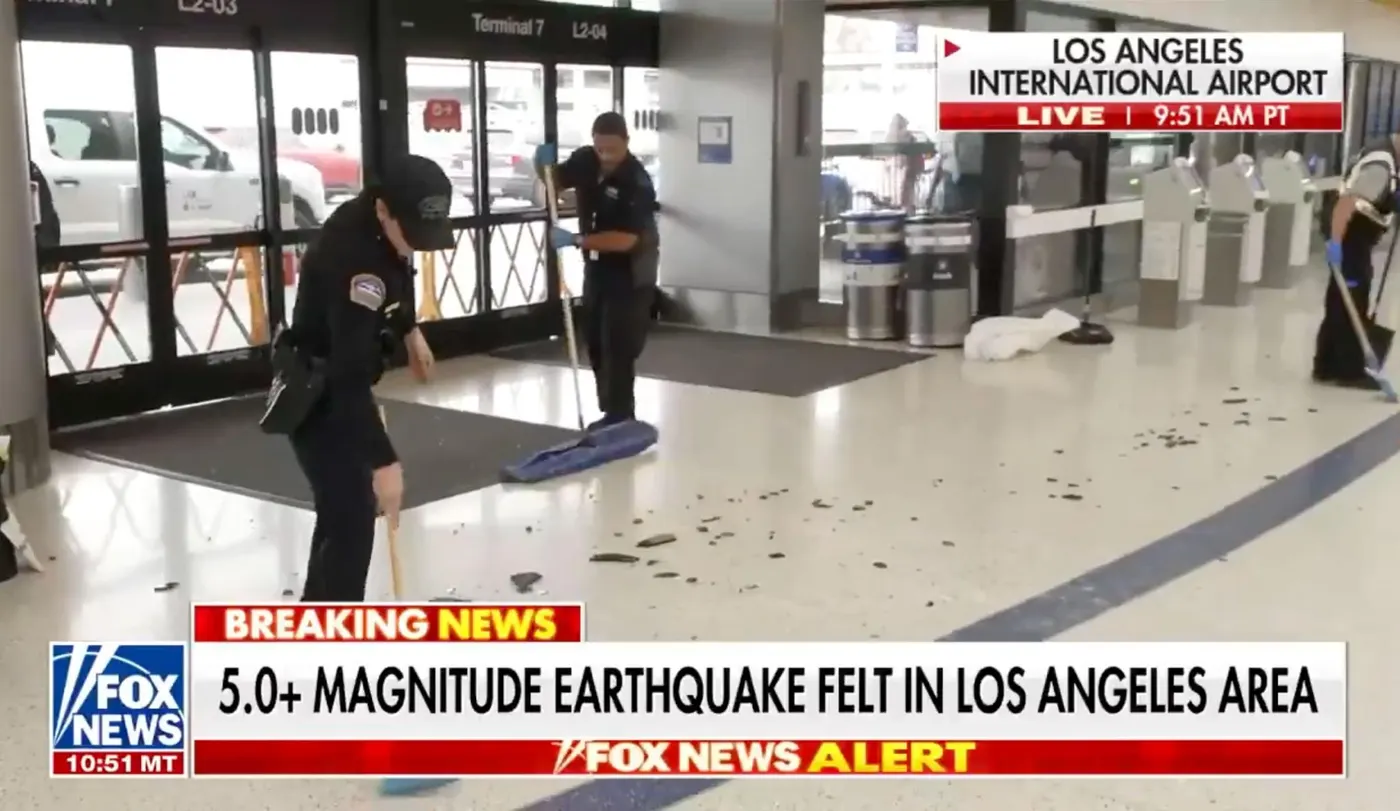 L2-03
Terminal 7 L2-04
LOS ANGELES
INTERNATIONAL AIRPORT
LIVE | 9:51 AM PT
BREAKING NEWS
5.0+ MAGNITUDE EARTHQUAKE FELT IN LOS ANGELES AREA
FOX NEWS ALERT
FOX
NEWS
10:51 MT